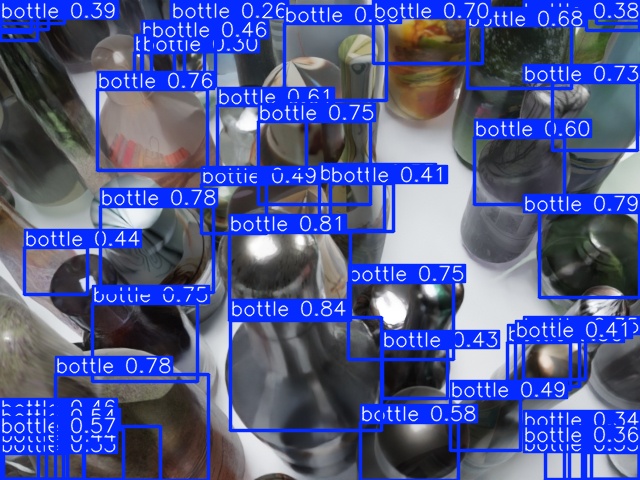 bottle 0.39
bottle 0.26
bottle 0.70
bottle 0.68
0.38
bottle 0.46
bottle 0.30
bottle 0.76
bottle 0.61
bottle 0.73
bottle 0.75
bottle 0.60
bottle 0.49
bottle 0.41
bottle 0.78
bottle 0.79
bottle 0.81
bottle 0.44
bottle 0.75
bottle 0.75
bottle 0.84
bottle 0.41
bottle 0.43
bottle 0.78
bottle 0.49
bottle 0.46
bottle 0.58
bottle 0.57
bottle 0.34
bottle 0.36